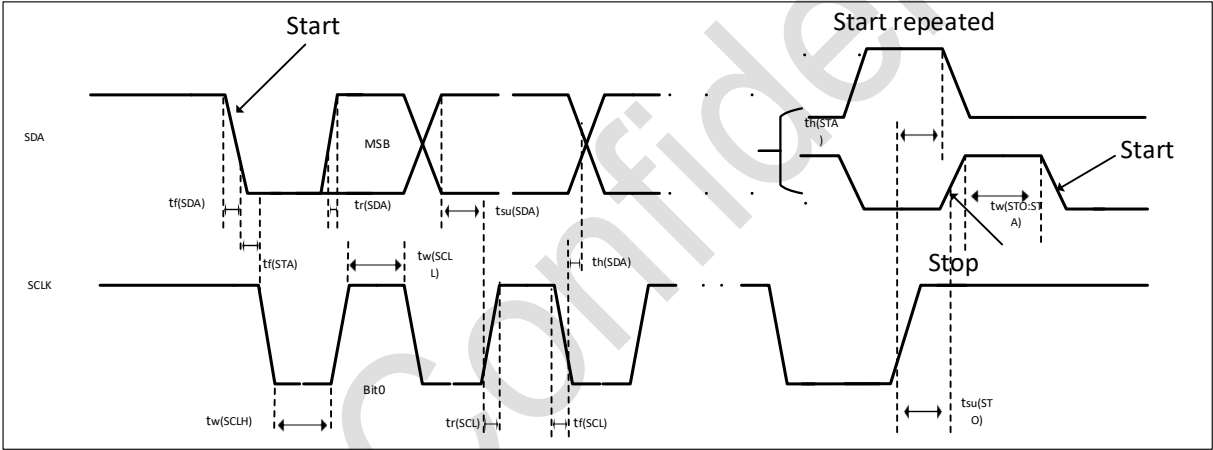 Start
Start repeated
SDA
MSB
th(STA
)
Start
tf(SDA)
tr(SDA)
tsu(SDA)
tw(STO:ST
A)
tf(STA)
tw(SCL
L)
th(SDA)
Stop
SCLK
Bit0
tw(SCLH)
tr(SCL)
tf(SCL)
tsu(ST
O)
Confider